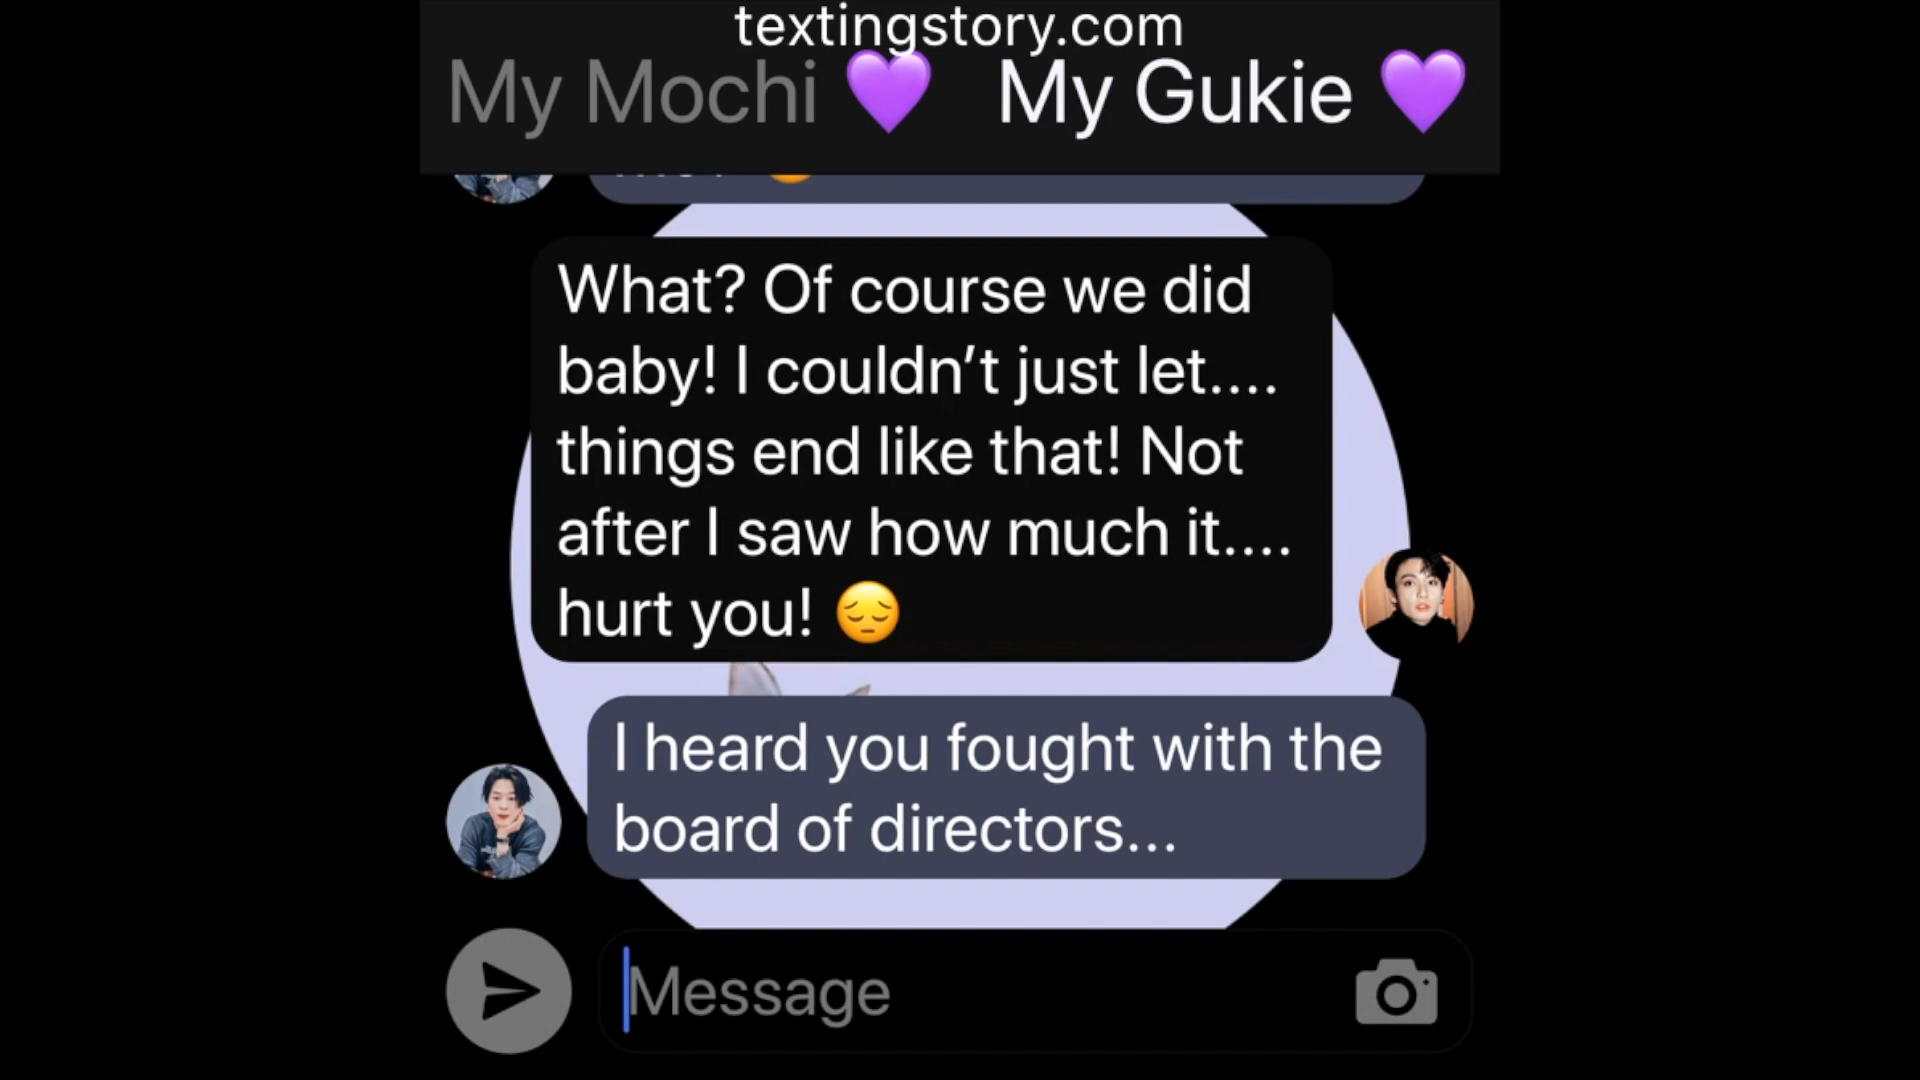 textingstory.com
My Mochi 💜 My Gukie 💜
What? Of course we did
baby! I couldn’t just let....
things end like that! Not
after I saw how much it....
hurt you! 😔
I heard you fought with the
board of directors...
Message